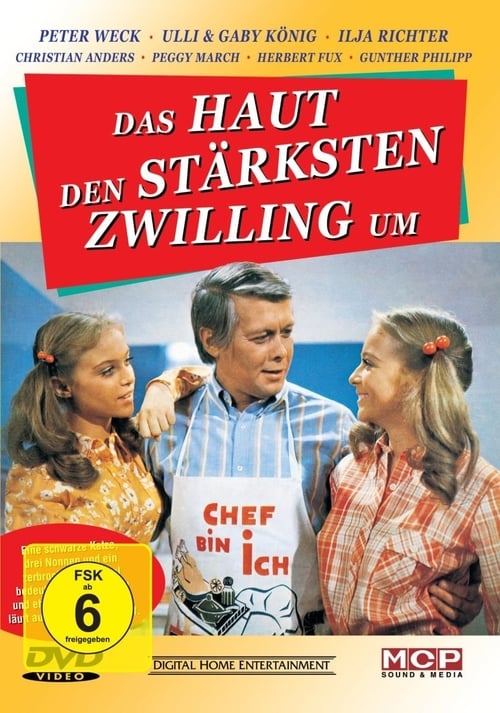 PETER WECK · ULLI & GABY KÖNIG · ILJA RICHTER
CHRISTIAN ANDERS · PEGGY MARCH · HERBERT FUX · GUNTHER PHILIPP
DAS HAUT
DEN STÄRKSTEN
ZWILLING UM
CHEF
BIN ICH
Eine schwarze Katze,
drei Nonnen und ein
und
FSK
ab
6
freigegeben
DVD
VIDEO
DIGITAL HOME ENTERTAINMENT
MCP
SOUND & MEDIA